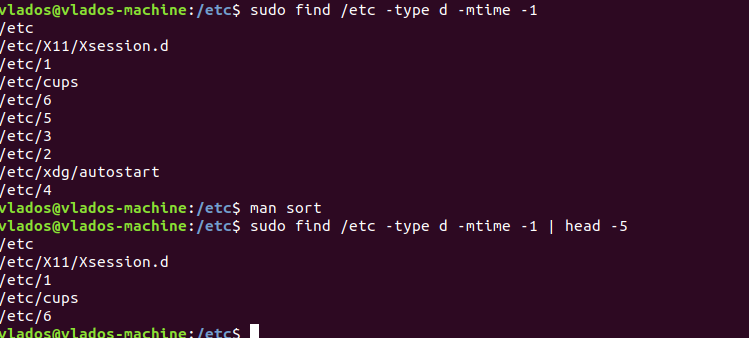 vlados@vlados-machine:/etc$ sudo find /etc -type d -mtime -1
/etc
/etc/X11/Xsession.d
/etc/1
/etc/cups
/etc/6
/etc/5
/etc/3
/etc/2
/etc/xdg/autostart
/etc/4
vlados@vlados-machine:/etc$ man sort
vlados@vlados-machine:/etc$ sudo find /etc -type d -mtime -1 | head -5
/etc
/etc/X11/Xsession.d
/etc/1
/etc/cups
/etc/6
vlados@vlados-machine:/etc$